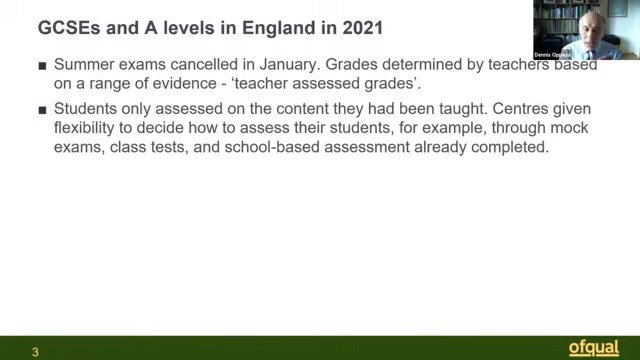 GCSEs and A levels in England in 2021
Dennis Opposs
■ Summer exams cancelled in January. Grades determined by teachers based
on a range of evidence - ‘teacher assessed grades’.
■ Students only assessed on the content they had been taught. Centres given
flexibility to decide how to assess their students, for example, through mock
exams, class tests, and school-based assessment already completed.
3
ofqual